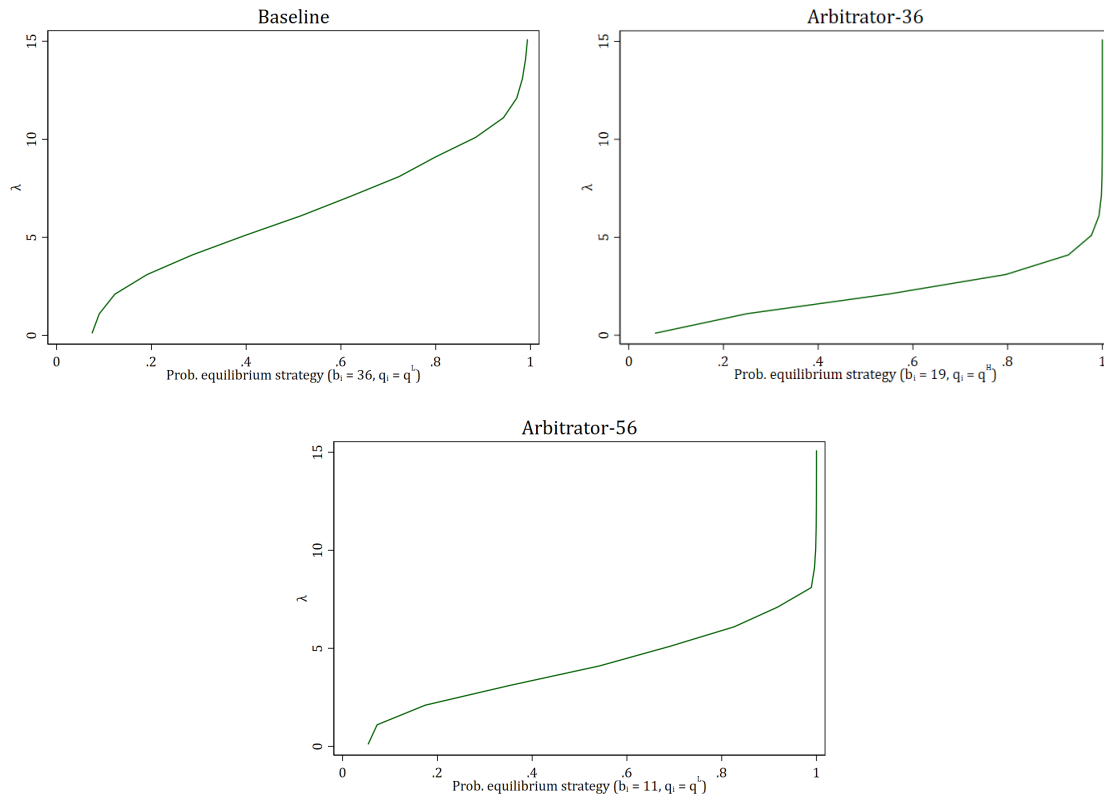 Baseline
15
10
5
0
λ
0 .2 .4 .6 .8 1
Prob. equilibrium strategy (bᵢ = 36, qᵢ = qᴸ)
Arbitrator-36
15
10
5
0
λ
0 .2 .4 .6 .8 1
Prob. equilibrium strategy (bᵢ = 19, qᵢ = qᴴ)
Arbitrator-56
15
10
5
0
λ
0 .2 .4 .6 .8 1
Prob. equilibrium strategy (bᵢ = 11, qᵢ = qᴸ)